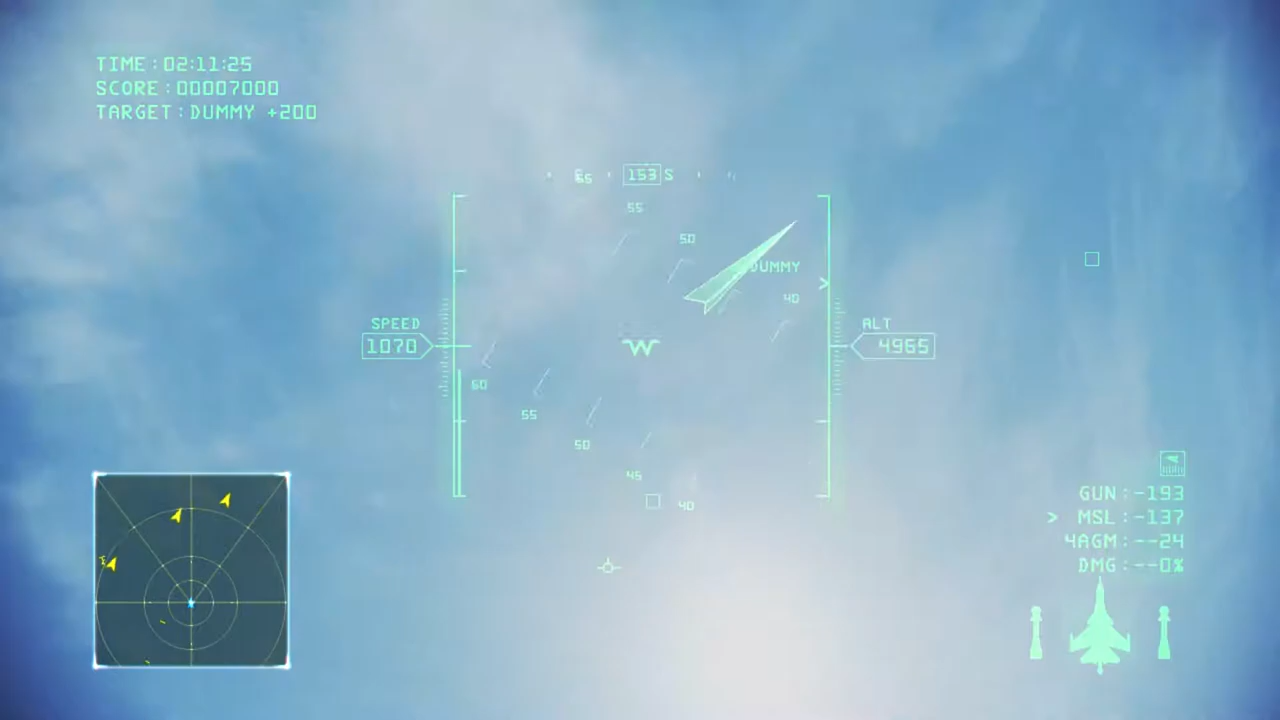 TIME:02:11:25
SCORE:00007000
TARGET:DUMMY +200
153 S
55
50
DUMMY
40
SPEED
1070
ALT
4965
60
55
50
45
40
GUN:-193
> MSL:-137
4AGM:--24
DMG:--0%